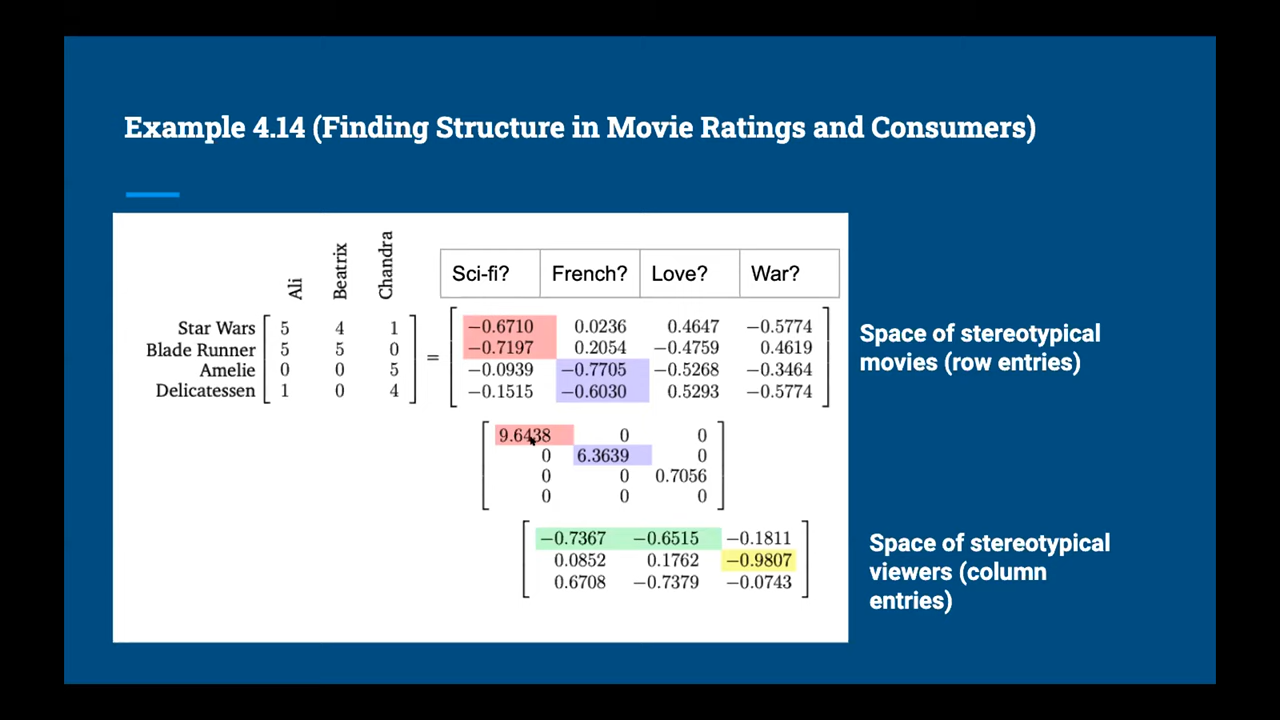 Example 4.14 (Finding Structure in Movie Ratings and Consumers)
Ali Beatrix Chandra
Sci-fi? French? Love? War?
Star Wars 5 4 1 −0.6710 0.0236 0.4647 −0.5774
Blade Runner 5 5 0 −0.7197 0.2054 −0.4759 0.4619
Amelie 0 0 5 = −0.0939 −0.7705 −0.5268 −0.3464
Delicatessen 1 0 4 −0.1515 −0.6030 0.5293 −0.5774
9.6438 0 0
0 6.3639 0
0 0 0.7056
0 0 0
−0.7367 −0.6515 −0.1811
0.0852 0.1762 −0.9807
0.6708 −0.7379 −0.0743
Space of stereotypical
movies (row entries)
Space of stereotypical
viewers (column
entries)